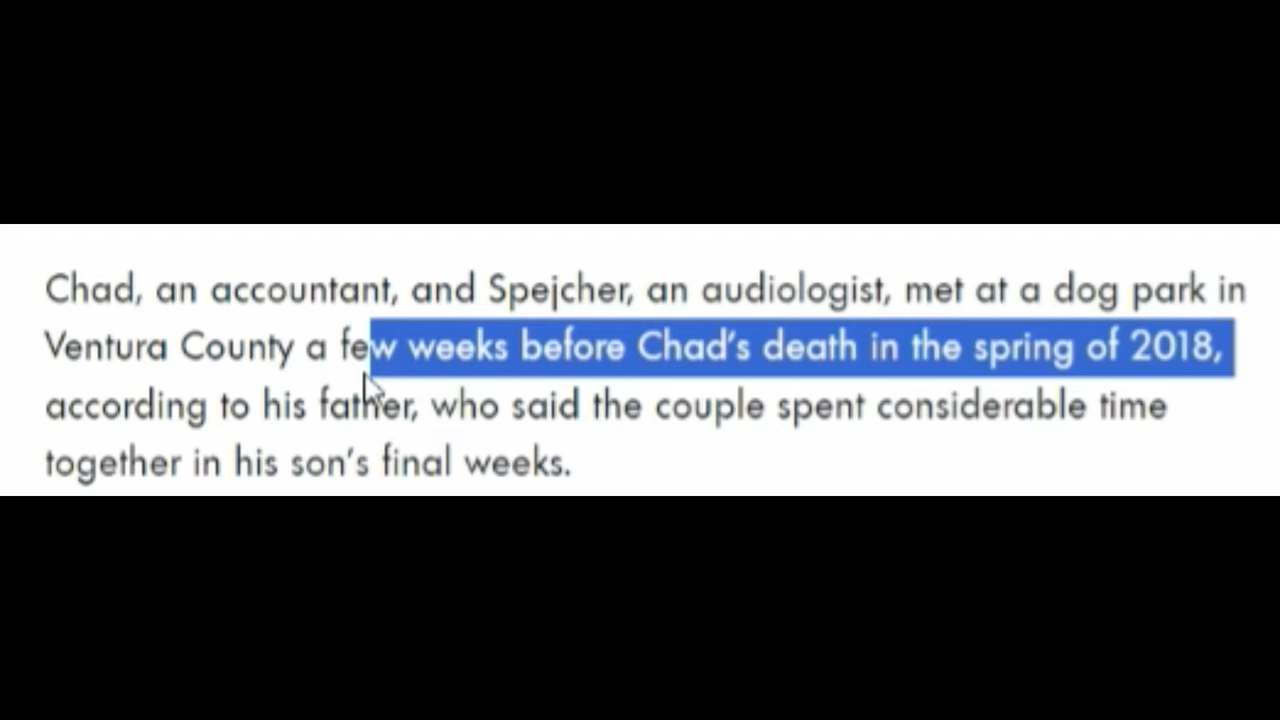 Chad, an accountant, and Spejcher, an audiologist, met at a dog park in
Ventura County a few weeks before Chad's death in the spring of 2018,
according to his father, who said the couple spent considerable time
together in his son's final weeks.